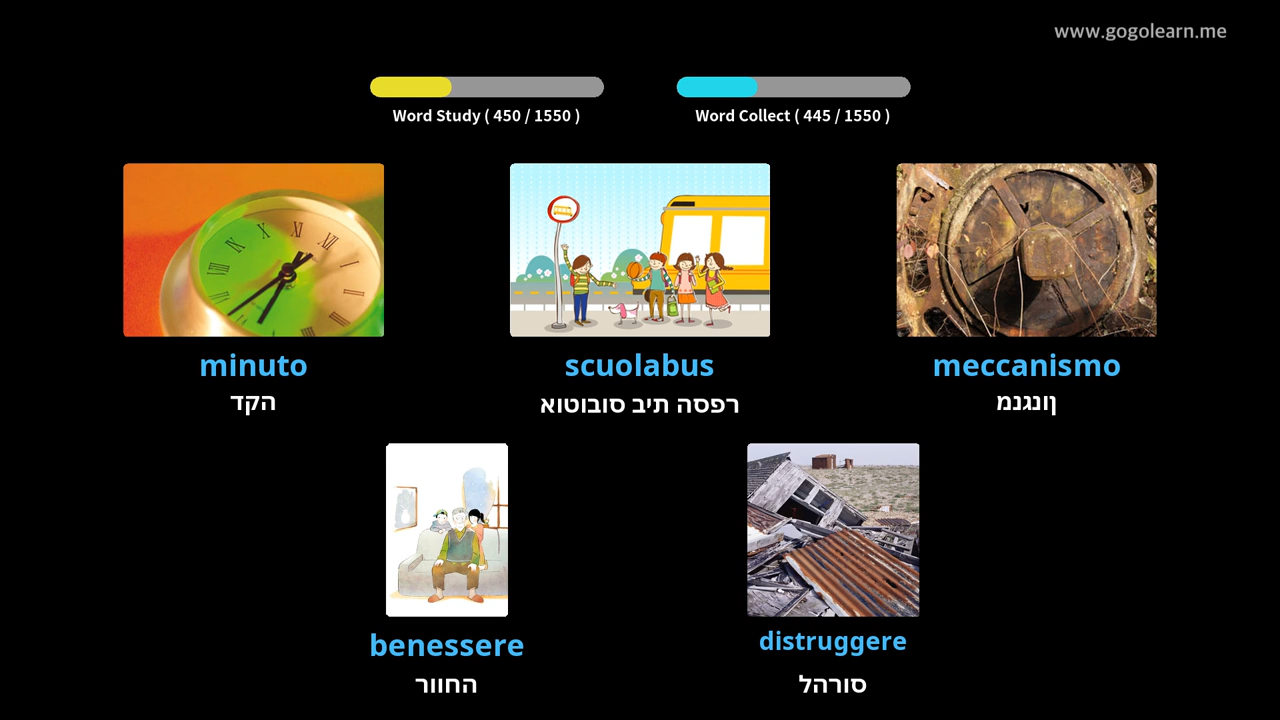 www.gogolearn.me
Word Study ( 450 / 1550 )
Word Collect ( 445 / 1550 )
minuto
הקד
scuolabus
רפסה תיב סובוטוא
meccanismo
ןונגנמ
benessere
החוור
distruggere
סורהל